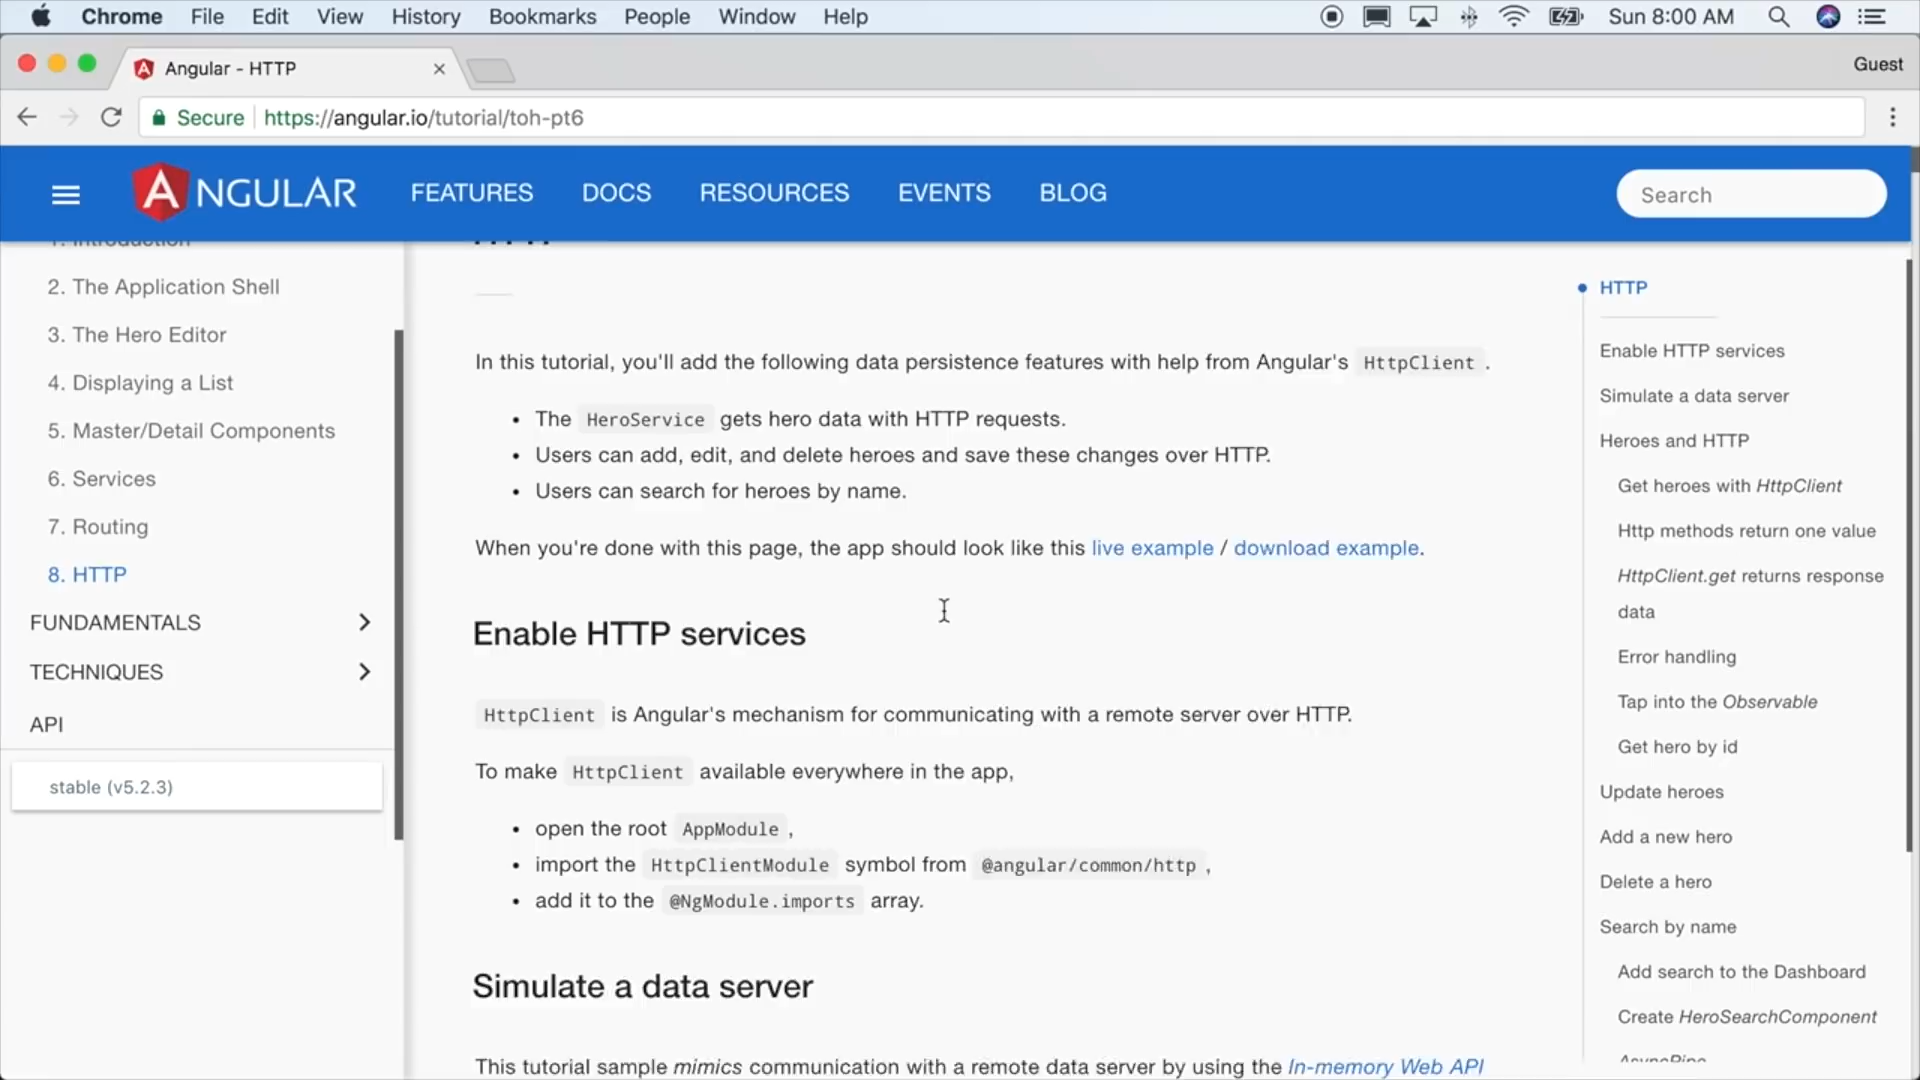 Chrome File Edit View History Bookmarks People Window Help Sun 8:00 AM
Angular - HTTP Guest
Secure https://angular.io/tutorial/toh-pt6
ANGULAR FEATURES DOCS RESOURCES EVENTS BLOG Search
1. Introduction
2. The Application Shell
3. The Hero Editor
4. Displaying a List
5. Master/Detail Components
6. Services
7. Routing
8. HTTP
FUNDAMENTALS
TECHNIQUES
API
stable (v5.2.3)
HTTP
In this tutorial, you'll add the following data persistence features with help from Angular's HttpClient .
• The HeroService gets hero data with HTTP requests.
• Users can add, edit, and delete heroes and save these changes over HTTP.
• Users can search for heroes by name.
When you're done with this page, the app should look like this live example / download example.
Enable HTTP services
HttpClient is Angular's mechanism for communicating with a remote server over HTTP.
To make HttpClient available everywhere in the app,
• open the root AppModule ,
• import the HttpClientModule symbol from @angular/common/http ,
• add it to the @NgModule.imports array.
Simulate a data server
This tutorial sample mimics communication with a remote data server by using the In-memory Web API
HTTP
Enable HTTP services
Simulate a data server
Heroes and HTTP
Get heroes with HttpClient
Http methods return one value
HttpClient.get returns response
data
Error handling
Tap into the Observable
Get hero by id
Update heroes
Add a new hero
Delete a hero
Search by name
Add search to the Dashboard
Create HeroSearchComponent
AsyncPipe